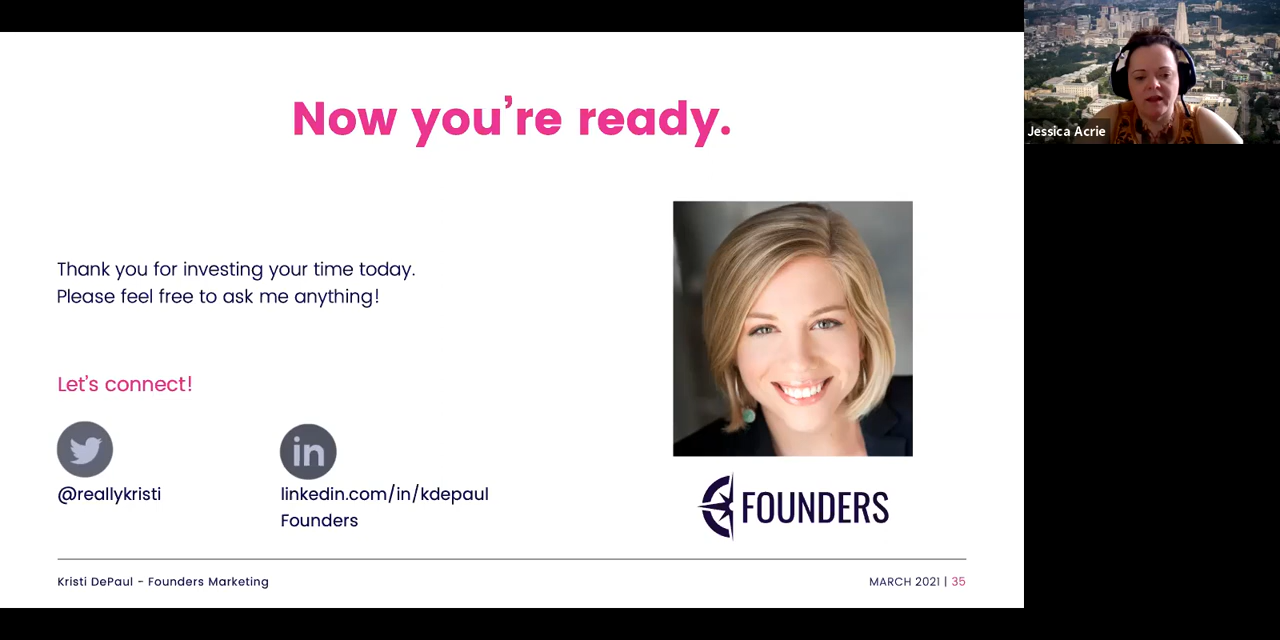 Now you’re ready.
Jessica Acrie
Thank you for investing your time today.
Please feel free to ask me anything!
Let’s connect!
in
@reallykristi
linkedin.com/in/kdepaul
Founders
FOUNDERS
Kristi DePaul - Founders Marketing
MARCH 2021 | 35